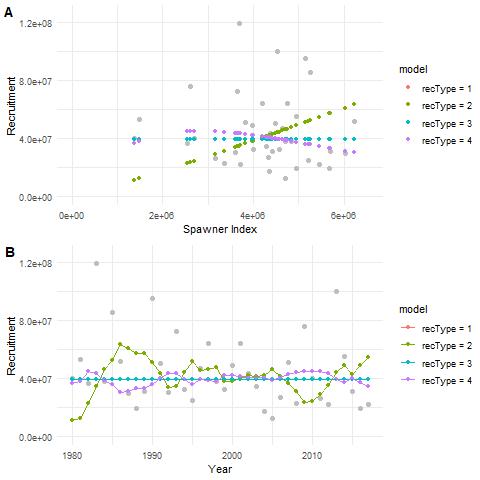 A
1.2e+08
8.0e+07
4.0e+07
0.0e+00
Recruitment
0e+00 2e+06 4e+06 6e+06
Spawner Index
model
recType = 1
recType = 2
recType = 3
recType = 4
B
1.2e+08
8.0e+07
4.0e+07
0.0e+00
Recruitment
1980 1990 2000 2010
Year
model
recType = 1
recType = 2
recType = 3
recType = 4